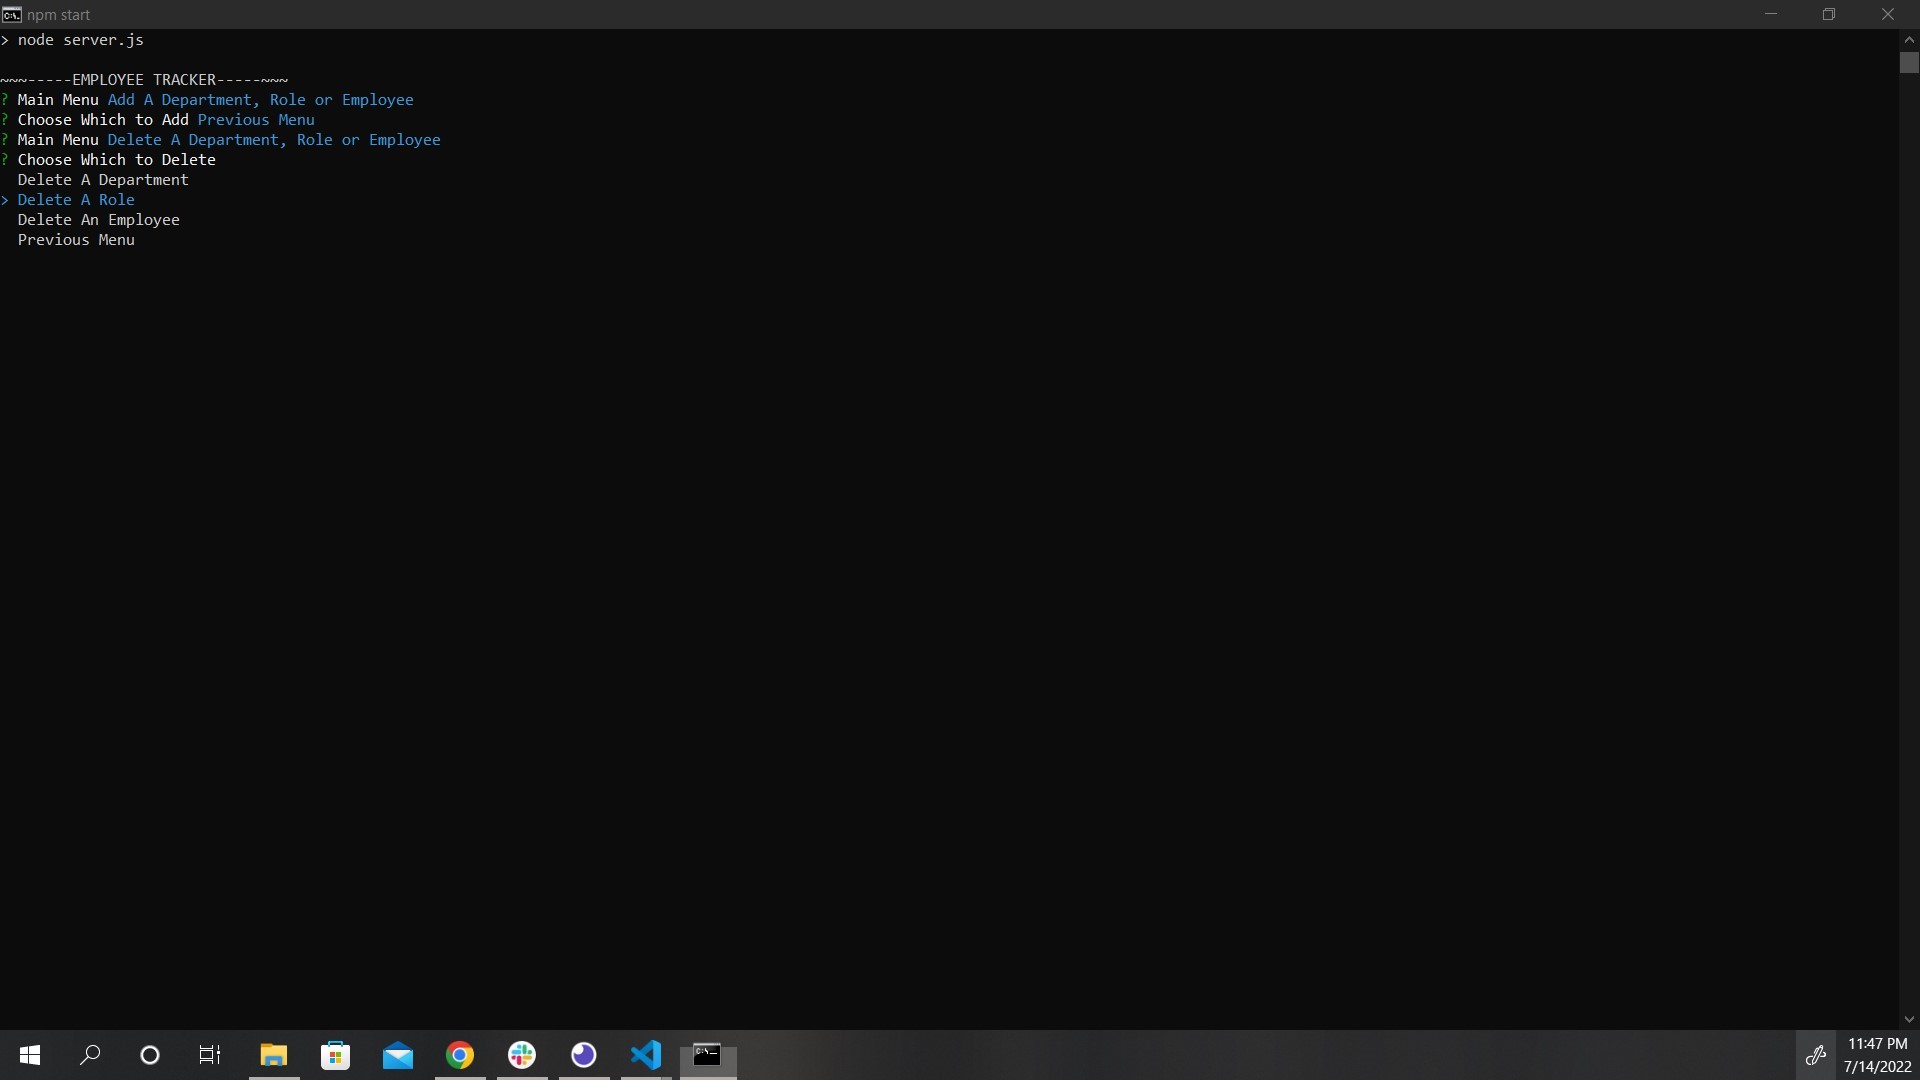 npm start
> node server.js
~~~-----EMPLOYEE TRACKER-----~~~
? Main Menu Add A Department, Role or Employee
? Choose Which to Add Previous Menu
? Main Menu Delete A Department, Role or Employee
? Choose Which to Delete
Delete A Department
> Delete A Role
Delete An Employee
Previous Menu
11:47 PM
7/14/2022